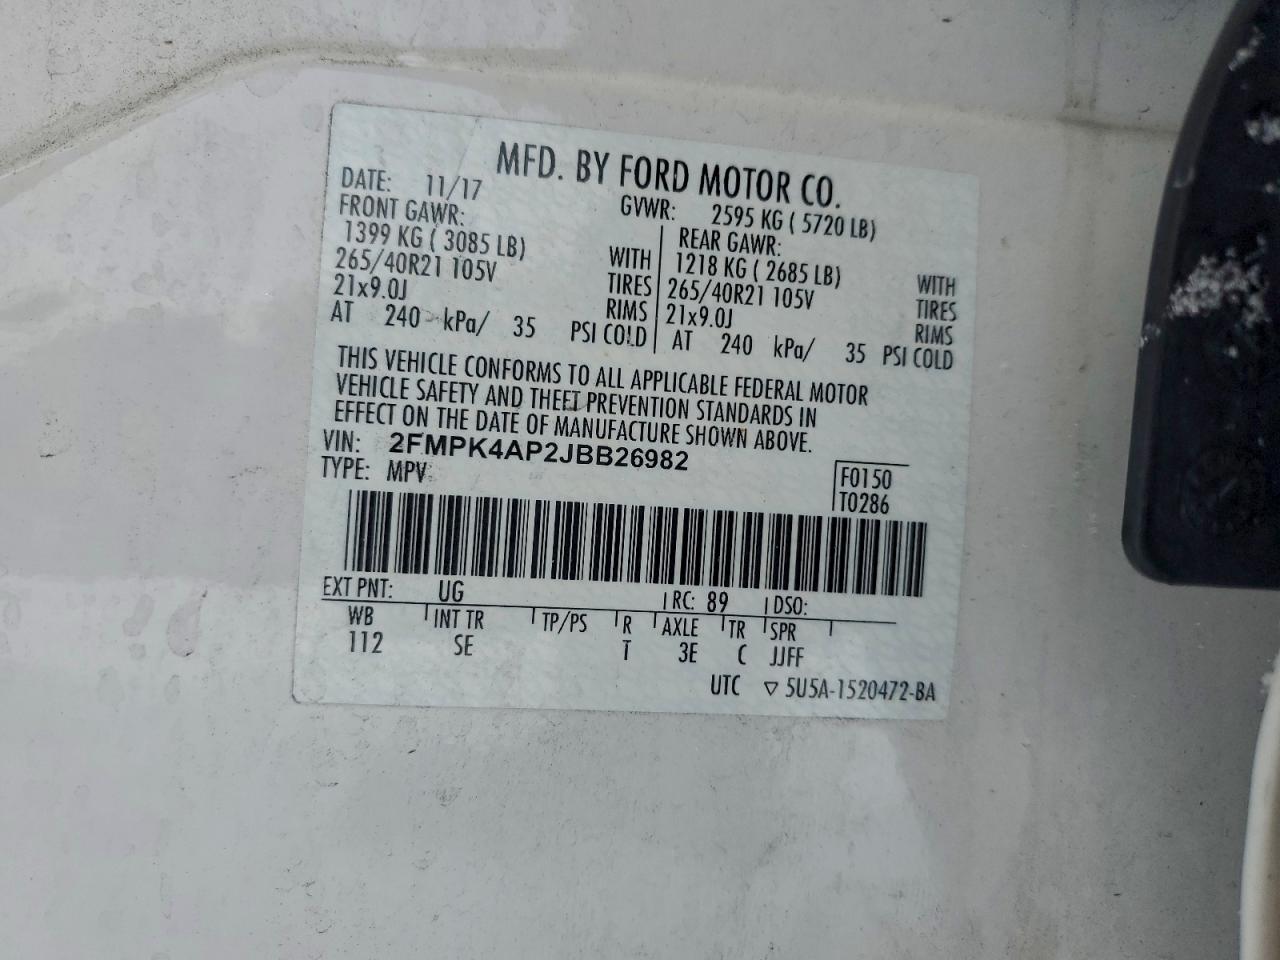 MFD. BY FORD MOTOR CO.
DATE: 11/17 GVWR: 2595 KG ( 5720 LB)
FRONT GAWR:
1399 KG ( 3085 LB) WITH
265/40R21 105V TIRES
21x9.0J RIMS
AT 240 kPa/ 35 PSI COLD
REAR GAWR:
1218 KG ( 2685 LB) WITH
265/40R21 105V TIRES
21x9.0J RIMS
AT 240 kPa/ 35 PSI COLD
THIS VEHICLE CONFORMS TO ALL APPLICABLE FEDERAL MOTOR
VEHICLE SAFETY AND THEFT PREVENTION STANDARDS IN
EFFECT ON THE DATE OF MANUFACTURE SHOWN ABOVE.
VIN: 2FMPK4AP2JBB26982
TYPE: MPV
F0150
T0286
EXT PNT: UG RC: 89 DSO:
WB INT TR TP/PS R AXLE TR SPR
112 SE T 3E C JJFF
UTC ▽ 5U5A-1520472-BA